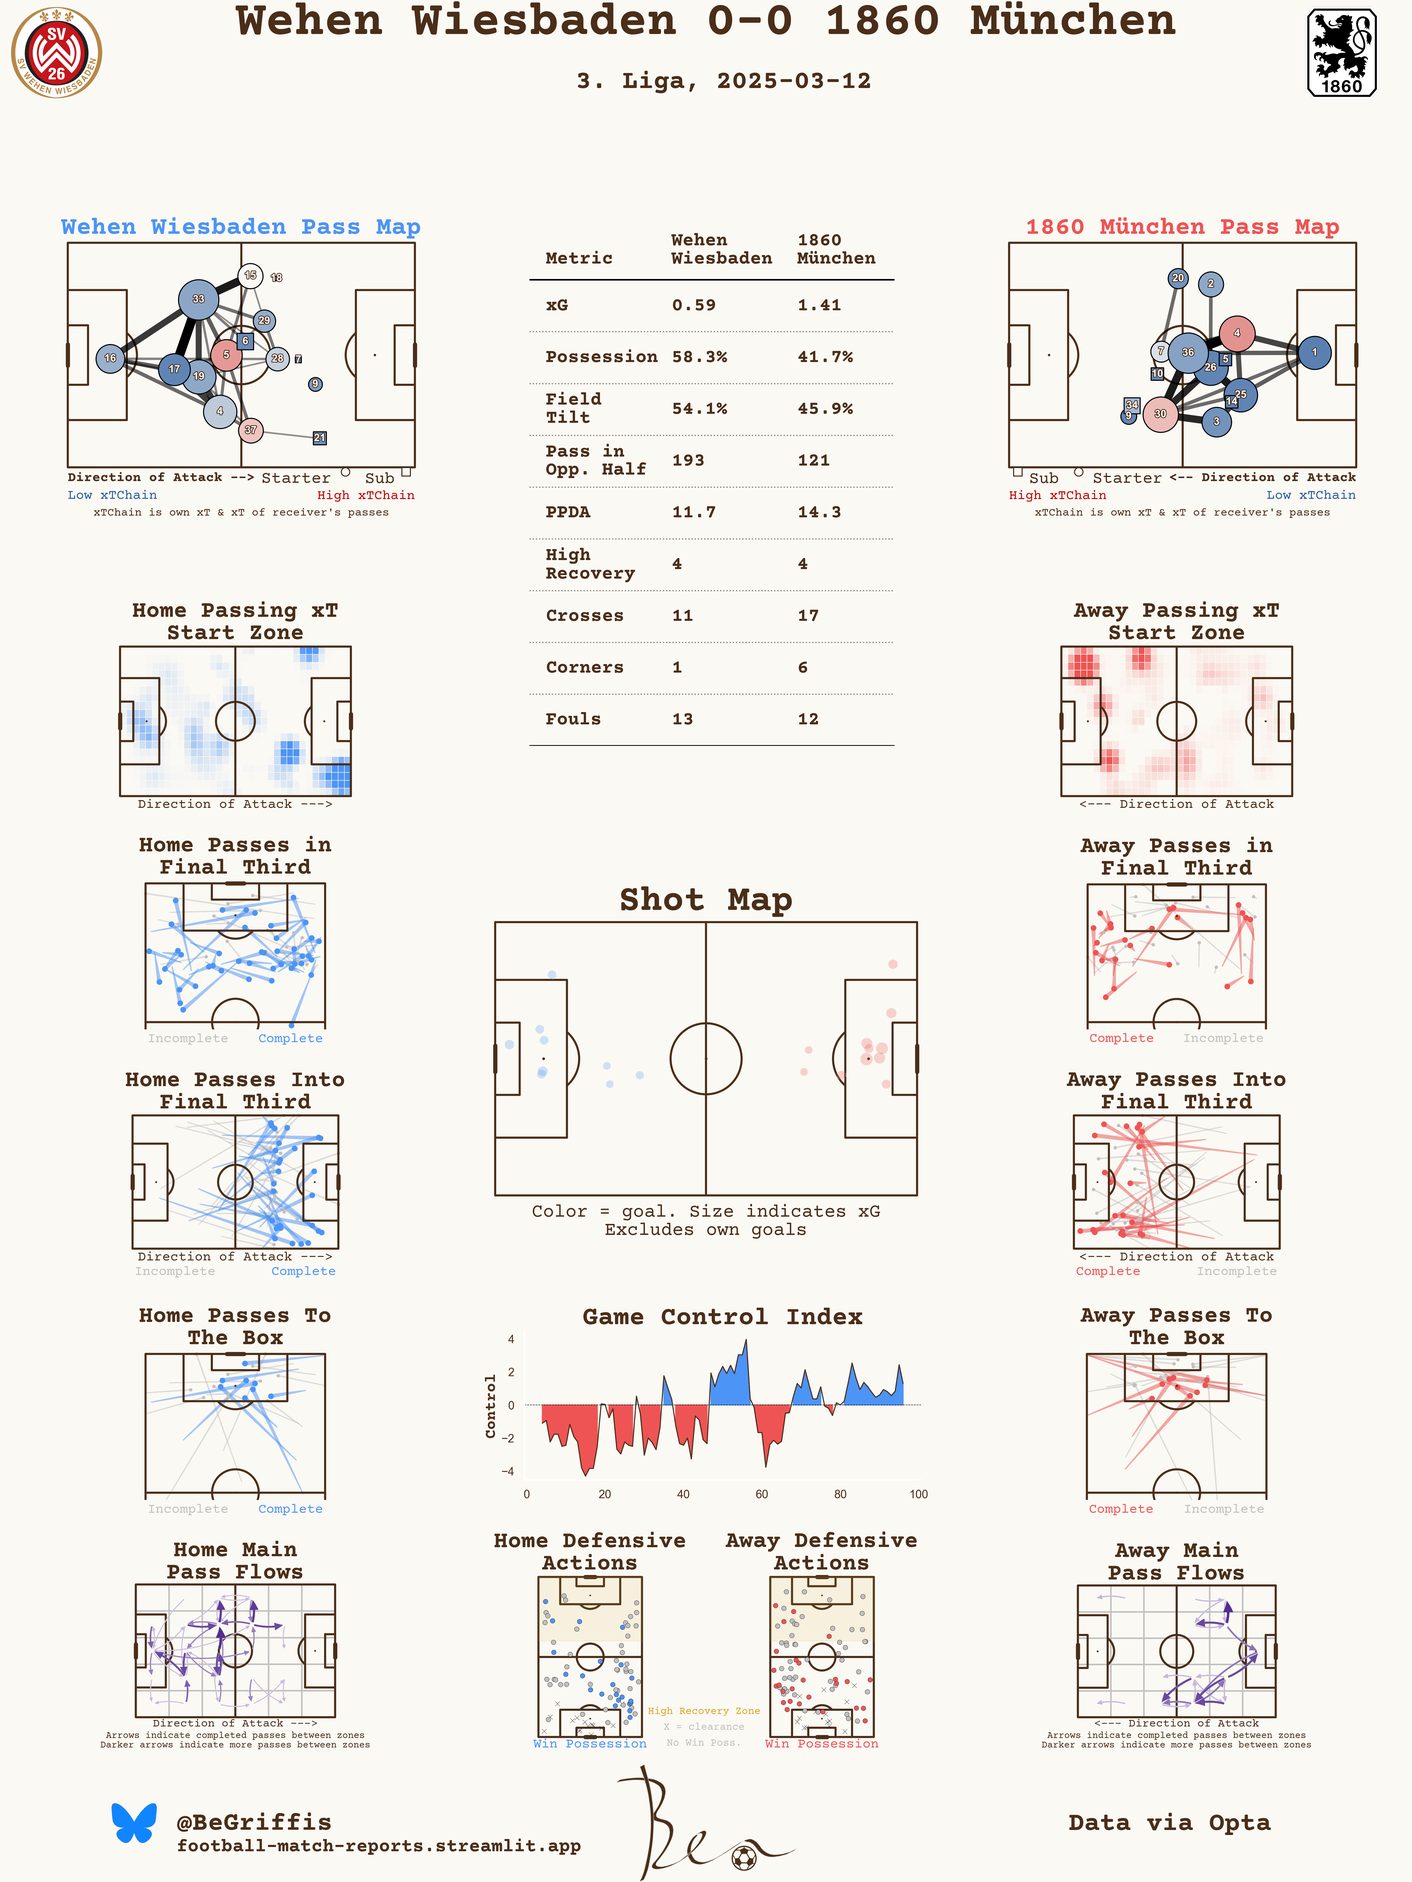 Wehen Wiesbaden 0-0 1860 München
3. Liga, 2025-03-12
SV
26
SV WEHEN WIESBADEN
1860
Wehen Wiesbaden Pass Map
15
18
33
29
6
16
5
28
7
17
19
9
4
37
21
Direction of Attack -->
Starter
Sub
Low xTChain
High xTChain
xTChain is own xT & xT of receiver's passes
Metric
Wehen Wiesbaden
1860 München
xG 0.59 1.41
Possession 58.3% 41.7%
Field Tilt 54.1% 45.9%
Pass in Opp. Half 193 121
PPDA 11.7 14.3
High Recovery 4 4
Crosses 11 17
Corners 1 6
Fouls 13 12
1860 München Pass Map
20
2
4
7
36
5
1
10
26
25
34
14
9
30
3
Sub
Starter
<-- Direction of Attack
High xTChain
Low xTChain
xTChain is own xT & xT of receiver's passes
Home Passing xT
Start Zone
Direction of Attack --->
Away Passing xT
Start Zone
<--- Direction of Attack
Home Passes in
Final Third
Incomplete
Complete
Away Passes in
Final Third
Complete
Incomplete
Shot Map
Color = goal. Size indicates xG
Excludes own goals
Home Passes Into
Final Third
Direction of Attack --->
Incomplete
Complete
Away Passes Into
Final Third
<--- Direction of Attack
Complete
Incomplete
Home Passes To
The Box
Incomplete
Complete
Game Control Index
Control
4
2
0
−2
−4
0
20
40
60
80
100
Away Passes To
The Box
Complete
Incomplete
Home Main
Pass Flows
Direction of Attack --->
Arrows indicate completed passes between zones
Darker arrows indicate more passes between zones
Home Defensive
Actions
Win Possession
High Recovery Zone
X = clearance
No Win Poss.
Away Defensive
Actions
Win Possession
Away Main
Pass Flows
<--- Direction of Attack
Arrows indicate completed passes between zones
Darker arrows indicate more passes between zones
@BeGriffis
football-match-reports.streamlit.app
Ben
Data via Opta